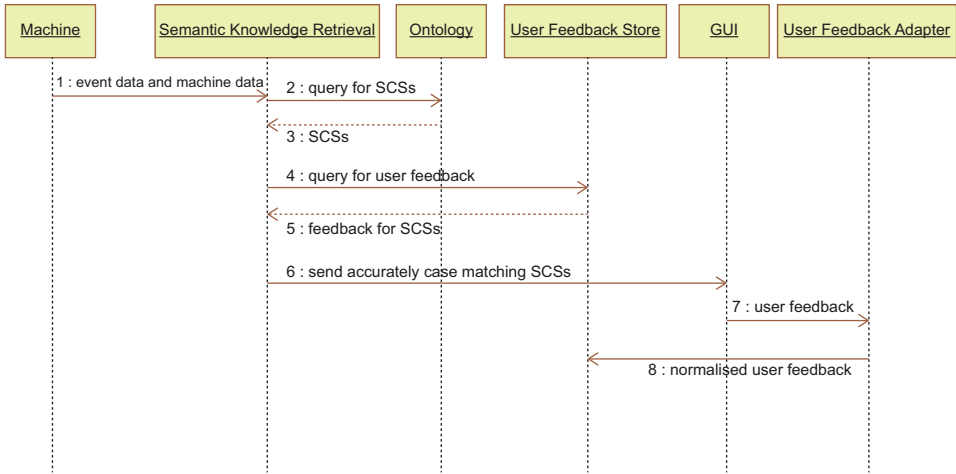 Machine
Semantic Knowledge Retrieval
Ontology
User Feedback Store
GUI
User Feedback Adapter
1 : event data and machine data
2 : query for SCSs
3 : SCSs
4 : query for user feedback
5 : feedback for SCSs
6 : send accurately case matching SCSs
7 : user feedback
8 : normalised user feedback